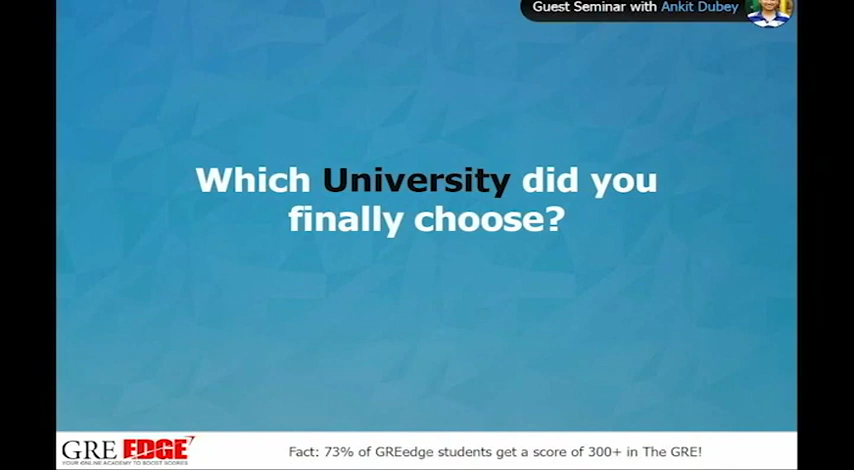 Guest Seminar with Ankit Dubey
Which University did you
finally choose?
GRE EDGE
YOUR ONLINE ACADEMY TO BOOST SCORES
Fact: 73% of GREedge students get a score of 300+ in The GRE!